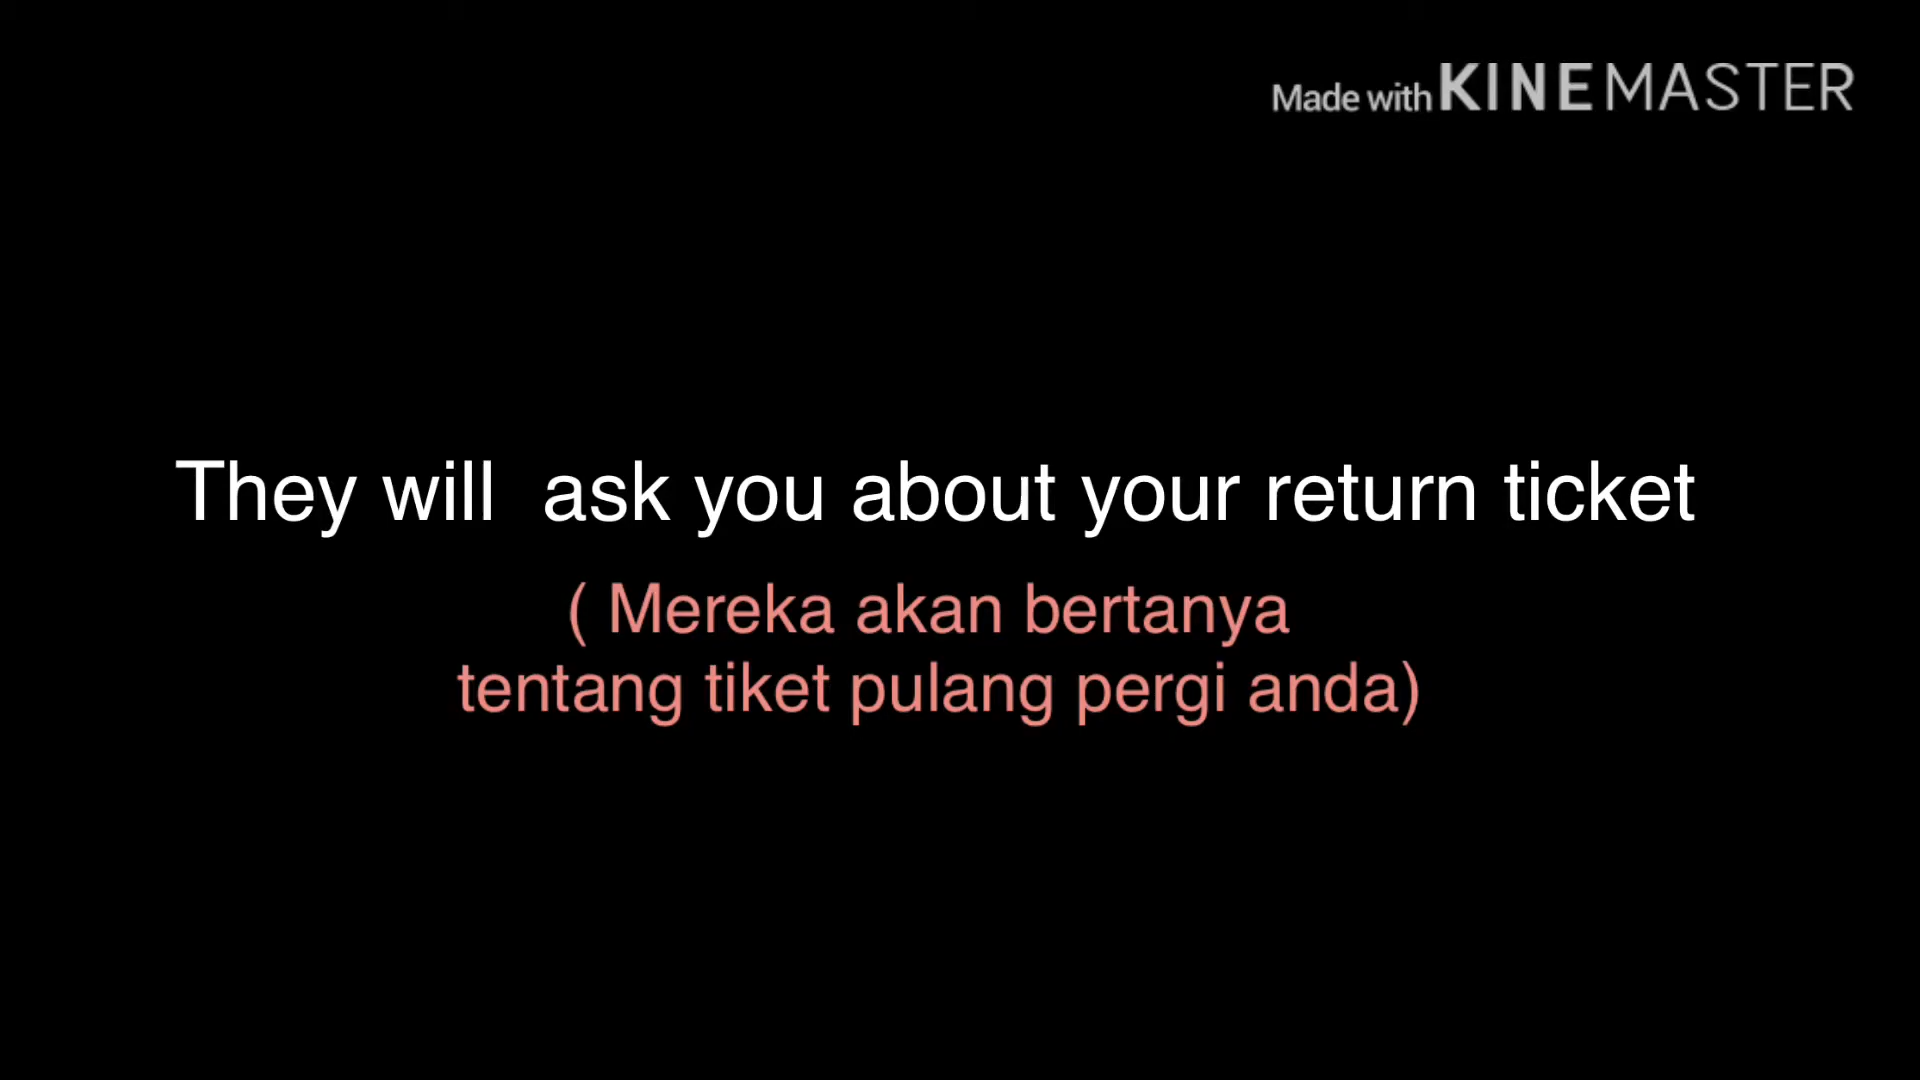 Made with KINEMASTER
They will  ask you about your return ticket
( Mereka akan bertanya
tentang tiket pulang pergi anda)